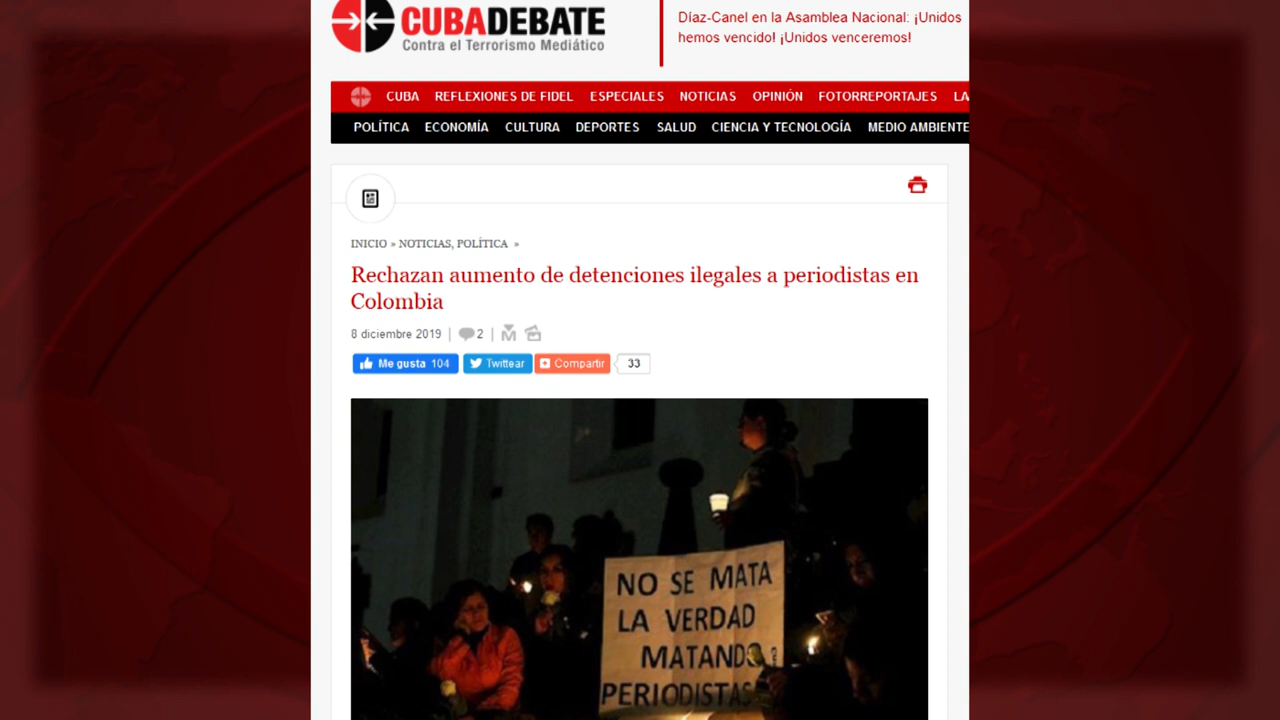 CUBADEBATE
Contra el Terrorismo Mediático
Díaz-Canel en la Asamblea Nacional: ¡Unidos
hemos vencido! ¡Unidos venceremos!
CUBA REFLEXIONES DE FIDEL ESPECIALES NOTICIAS OPINIÓN FOTORREPORTAJES LA
POLÍTICA ECONOMÍA CULTURA DEPORTES SALUD CIENCIA Y TECNOLOGÍA MEDIO AMBIENTE
INICIO » NOTICIAS, POLÍTICA »
Rechazan aumento de detenciones ilegales a periodistas en
Colombia
8 diciembre 2019 | 2 |
Me gusta 104 Twittear Compartir 33
NO SE MATA
LA VERDAD
MATANDO
PERIODISTAS